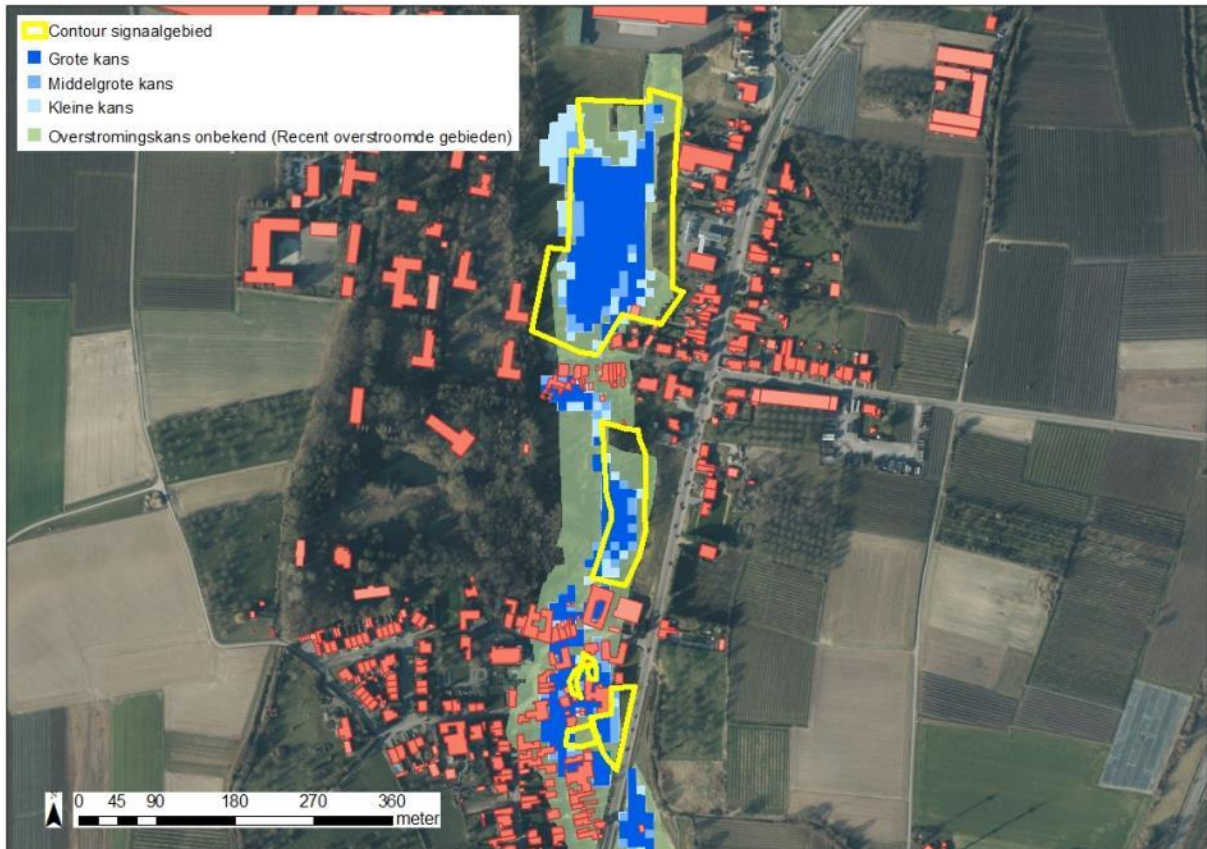 Contour signaalgebied
Grote kans
Middelgrote kans
Kleine kans
Overstromingskans onbekend (Recent overstroomde gebieden)
N
0 45 90 180 270 360
meter